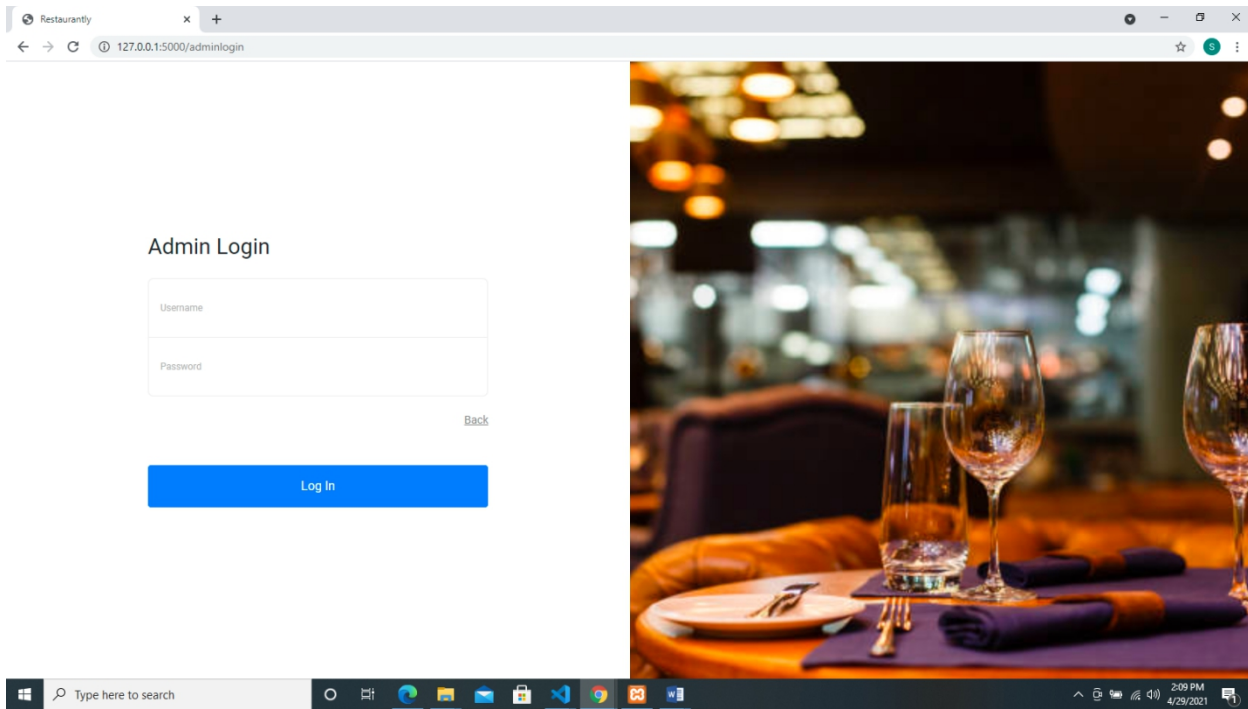 Restaurantly
127.0.0.1:5000/adminlogin
S
Admin Login
Username
Password
Back
Log In
Type here to search
2:09 PM
4/29/2021
1